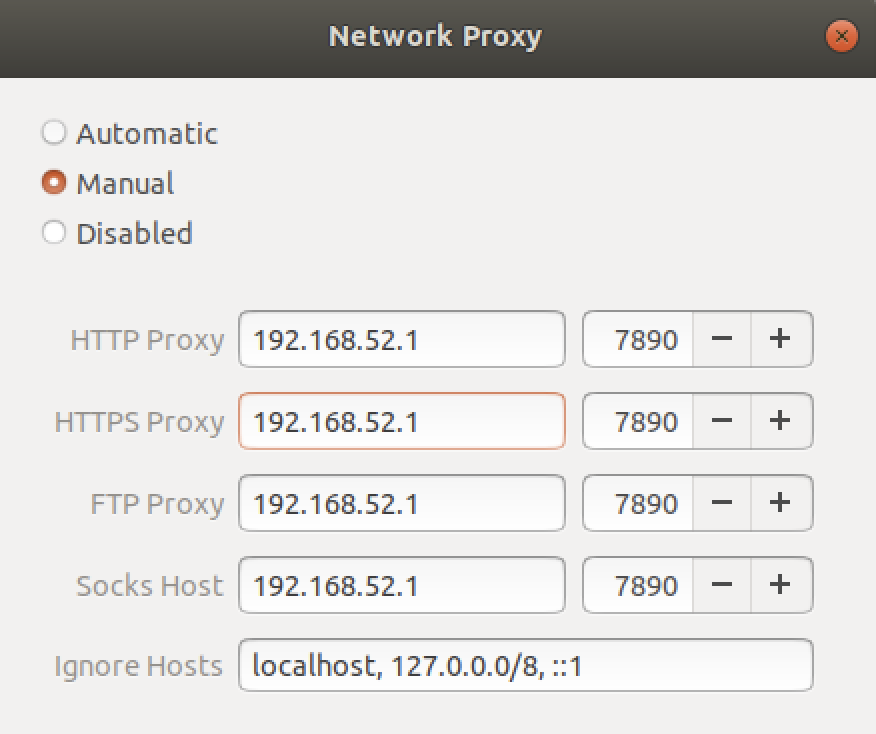 Network Proxy
Automatic
Manual
Disabled
HTTP Proxy 192.168.52.1 7890 − +
HTTPS Proxy 192.168.52.1 7890 − +
FTP Proxy 192.168.52.1 7890 − +
Socks Host 192.168.52.1 7890 − +
Ignore Hosts localhost, 127.0.0.0/8, ::1